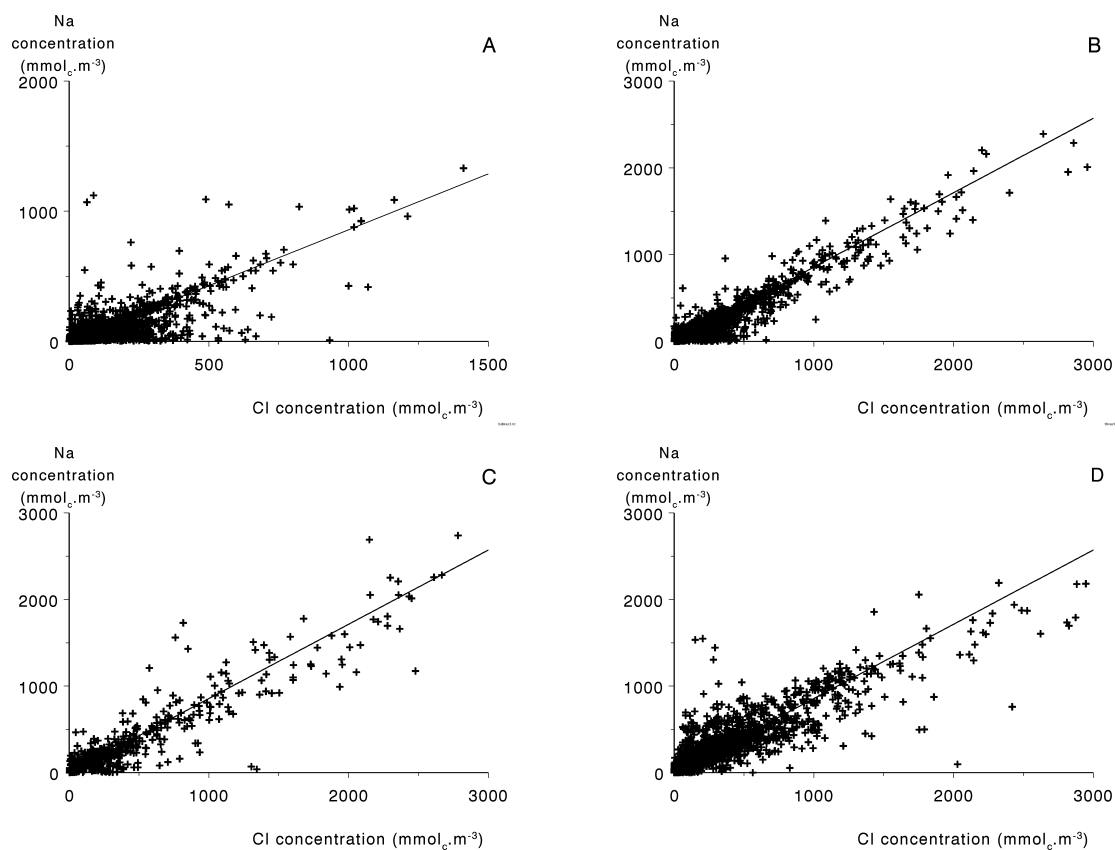 Na
concentration
(mmolc.m-3)
A
2000
1000
0
0 500 1000 1500
Cl concentration (mmolc.m-3)
Na
concentration
(mmolc.m-3)
B
3000
2000
1000
0
0 1000 2000 3000
Cl concentration (mmolc.m-3)
Na
concentration
(mmolc.m-3)
C
3000
2000
1000
0
0 1000 2000 3000
Cl concentration (mmolc.m-3)
Na
concentration
(mmolc.m-3)
D
3000
2000
1000
0
0 1000 2000 3000
Cl concentration (mmolc.m-3)